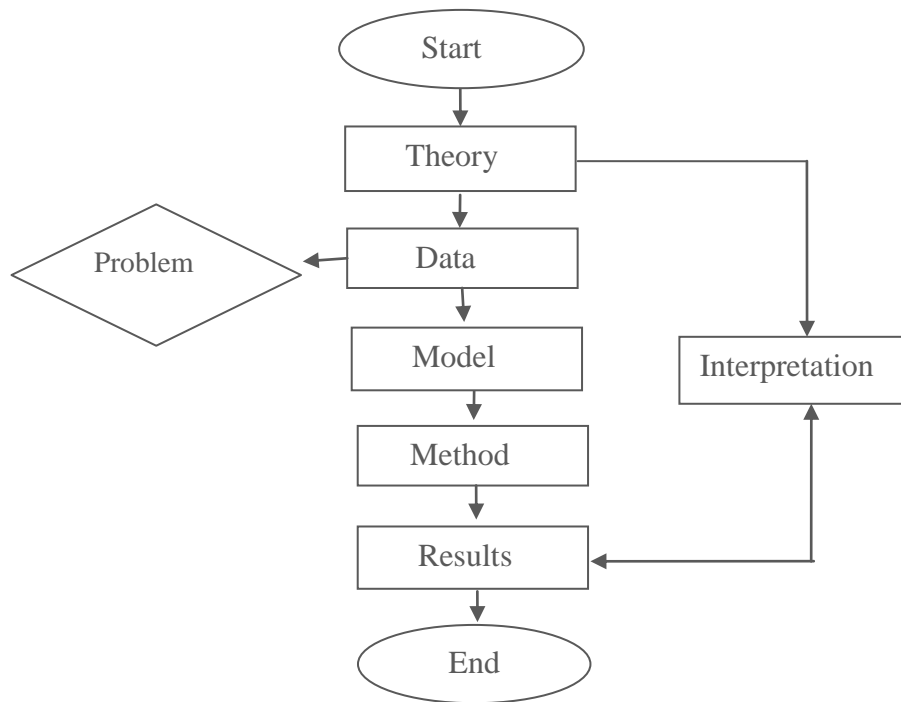 Start
Theory
Problem
Data
Model
Interpretation
Method
Results
End